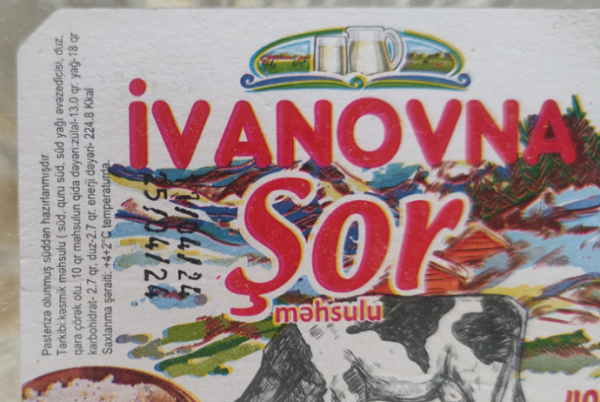 İVANOVNA
Şor
məhsulu
Pasterizə olunmuş süddən hazırlanmışdır
Tərkibi:kəsmik məhsulu ( süd, quru süd, süd yağı əvəzedicisi, duz,
qara çörək otu. 10 qr məhsulun qida dəyəri:zülal-13.0 qr. yağ-18 qr
karbohidrat- 2.7 qr, duz-2.7 qr. enerji dəyəri- 224.8 Kkal
Saxlanma şəraiti: +4+2°C temperaturda.
/04/24
25/04/24